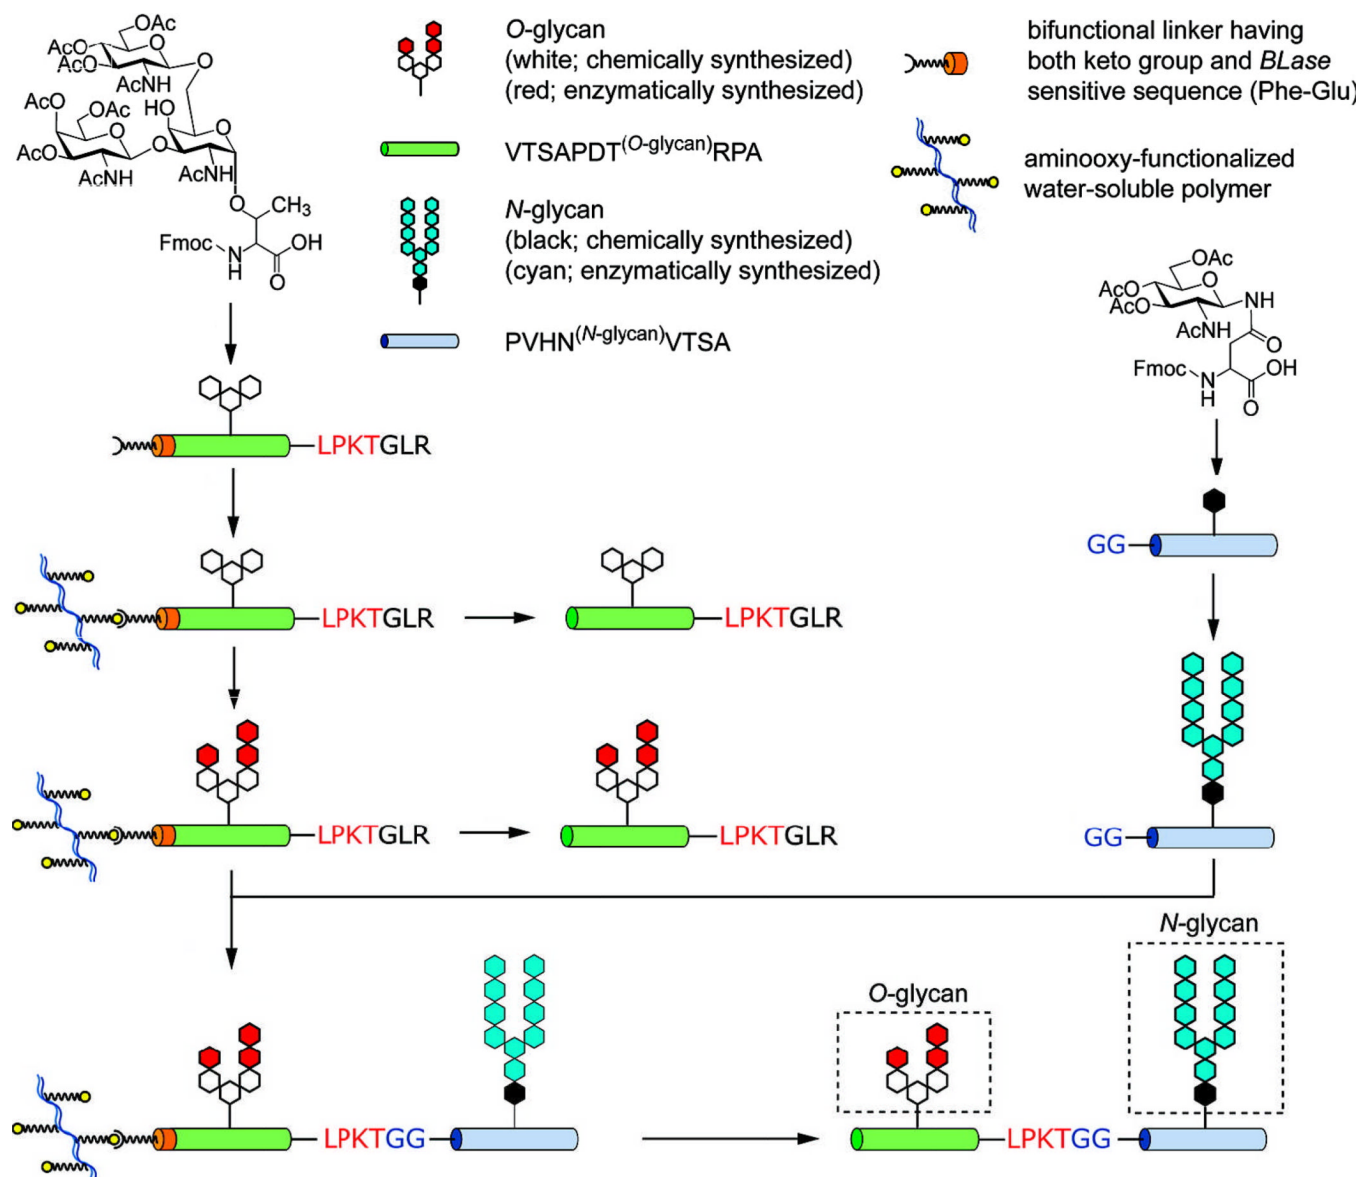 OAc
AcO
AcO
O
O
AcNH
HO
OAc
OAc
AcO
O
O
O
AcNH
AcNH
O
CH3
Fmoc
N
H
OH
O
O-glycan
(white; chemically synthesized)
(red; enzymatically synthesized)
VTSAPDT(O-glycan)RPA
N-glycan
(black; chemically synthesized)
(cyan; enzymatically synthesized)
PVHN(N-glycan)VTSA
bifunctional linker having
both keto group and BLase
sensitive sequence (Phe-Glu)
aminooxy-functionalized
water-soluble polymer
OAc
AcO
AcO
O
NH
AcNH
O
Fmoc
N
H
OH
O
LPKTGLR
GG
LPKTGLR
LPKTGLR
LPKTGLR
LPKTGLR
GG
N-glycan
O-glycan
LPKTGG
LPKTGG